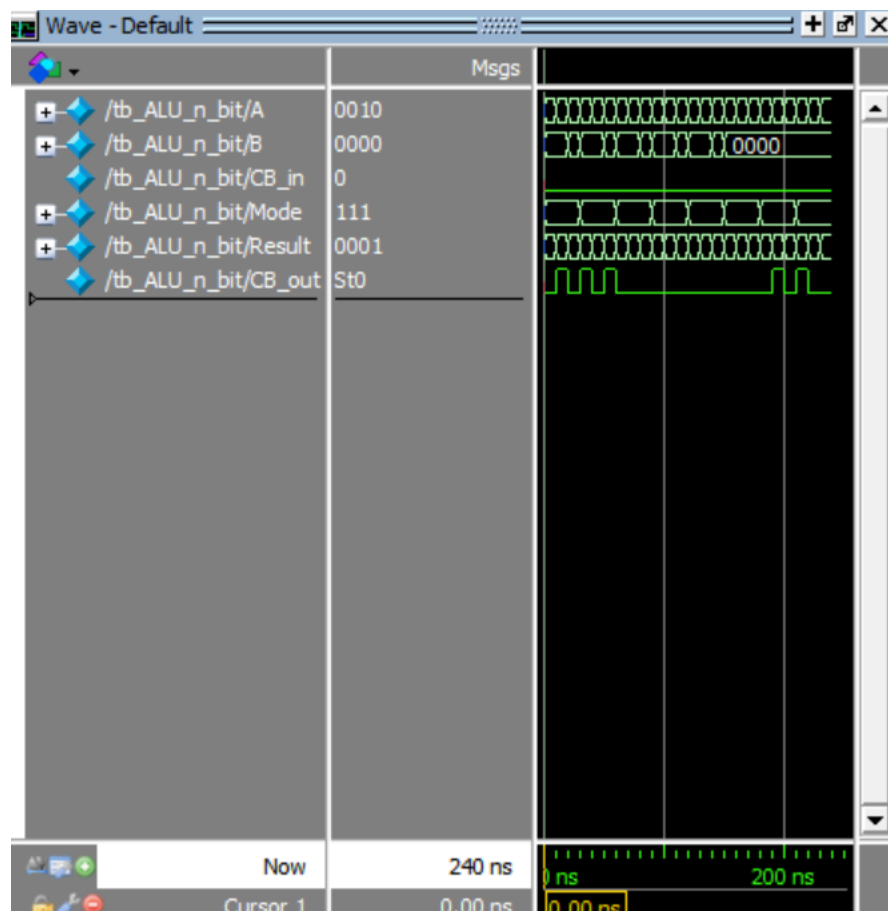 Wave - Default
Msgs
/tb_ALU_n_bit/A 0010
/tb_ALU_n_bit/B 0000 0000
/tb_ALU_n_bit/CB_in 0
/tb_ALU_n_bit/Mode 111
/tb_ALU_n_bit/Result 0001
/tb_ALU_n_bit/CB_out St0
Now 240 ns ns 200 ns
Cursor 1 0.00 ns 0.00 ns